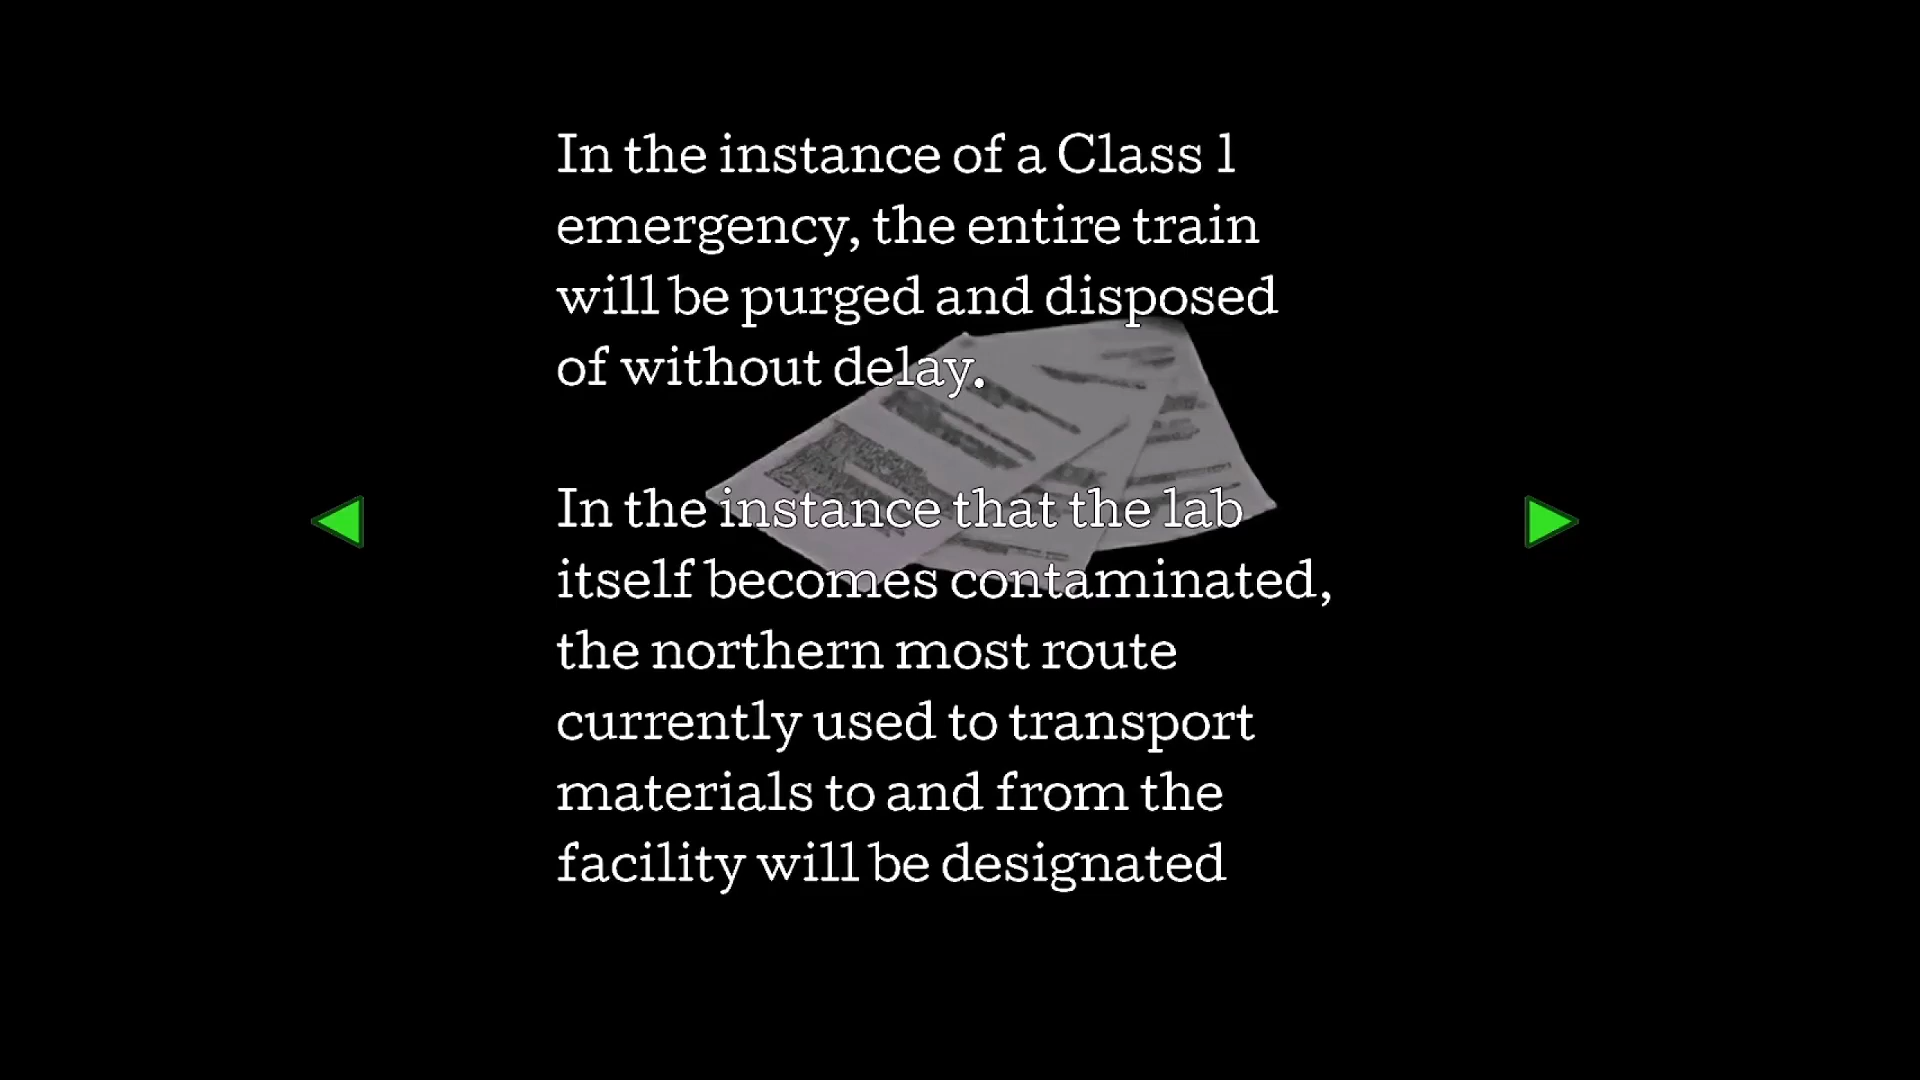 In the instance of a Class 1
emergency, the entire train
will be purged and disposed
of without delay.
In the instance that the lab
itself becomes contaminated,
the northern most route
currently used to transport
materials to and from the
facility will be designated